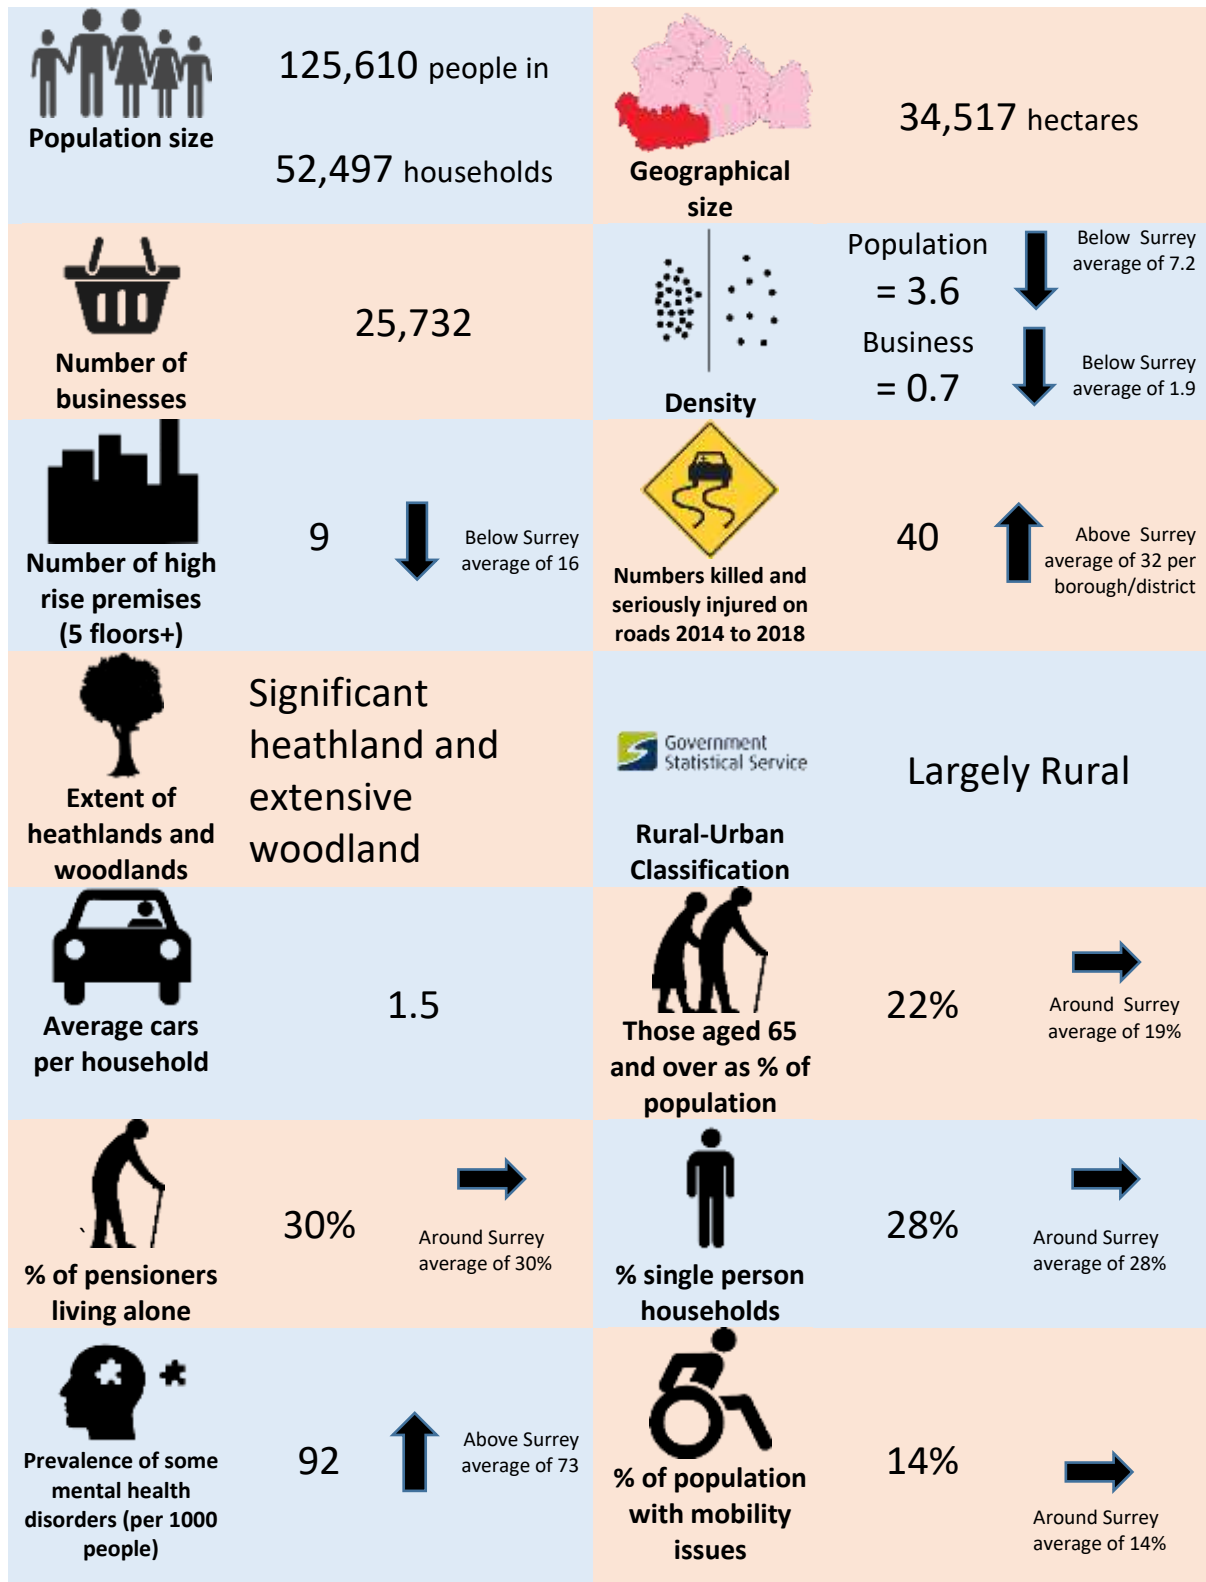 125,610 people in
52,497 households
Population size
34,517 hectares
Geographical
size
25,732
Number of
businesses
Population
= 3.6
Below Surrey
average of 7.2
Business
= 0.7
Below Surrey
average of 1.9
Density
9
Below Surrey
average of 16
Number of high
rise premises
(5 floors+)
40
Above Surrey
average of 32 per
borough/district
Numbers killed and
seriously injured on
roads 2014 to 2018
Significant
heathland and
extensive
woodland
Extent of
heathlands and
woodlands
Government
Statistical Service
Largely Rural
Rural-Urban
Classification
1.5
Average cars
per household
22%
Around Surrey
average of 19%
Those aged 65
and over as % of
population
`
30%
Around Surrey
average of 30%
% of pensioners
living alone
28%
Around Surrey
average of 28%
% single person
households
92
Above Surrey
average of 73
Prevalence of some
mental health
disorders (per 1000
people)
14%
Around Surrey
average of 14%
% of population
with mobility
issues